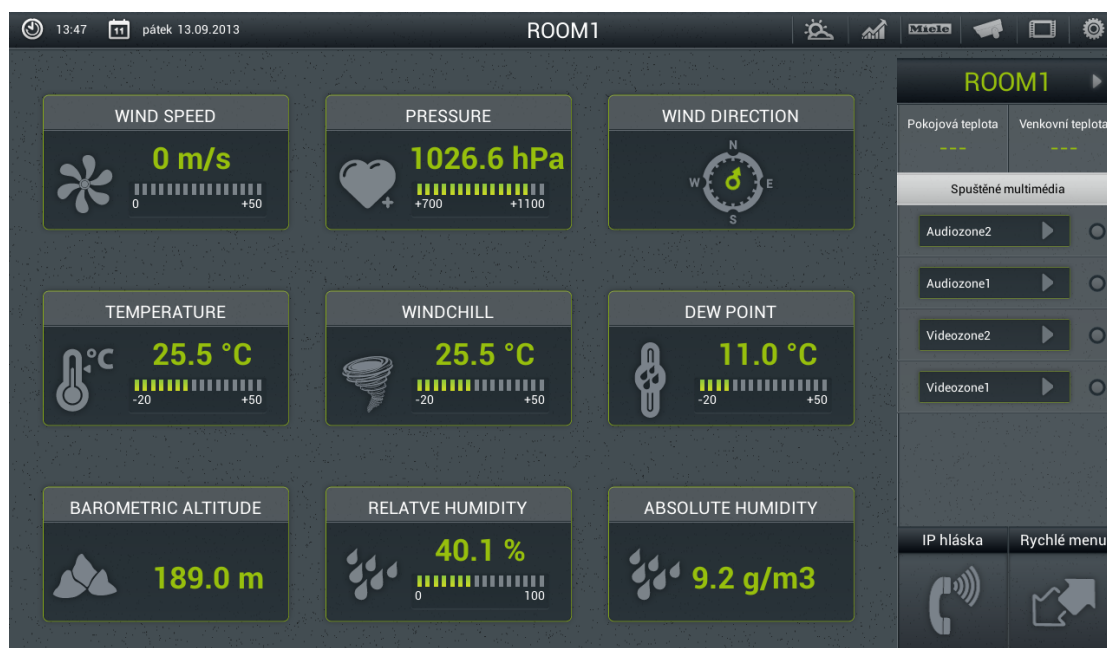 13:47 11 pátek 13.09.2013 ROOM1 Miele
WIND SPEED
0 m/s
0 +50
PRESSURE
1026.6 hPa
+700 +1100
WIND DIRECTION
N
W E
S
TEMPERATURE
°C 25.5 °C
-20 +50
WINDCHILL
25.5 °C
-20 +50
DEW POINT
11.0 °C
-20 +50
BAROMETRIC ALTITUDE
189.0 m
RELATVE HUMIDITY
40.1 %
0 100
ABSOLUTE HUMIDITY
9.2 g/m3
ROOM1
Pokojová teplota Venkovní teplota
--- ---
Spuštěné multimédia
Audiozone2
Audiozone1
Videozone2
Videozone1
IP hláska Rychlé menu